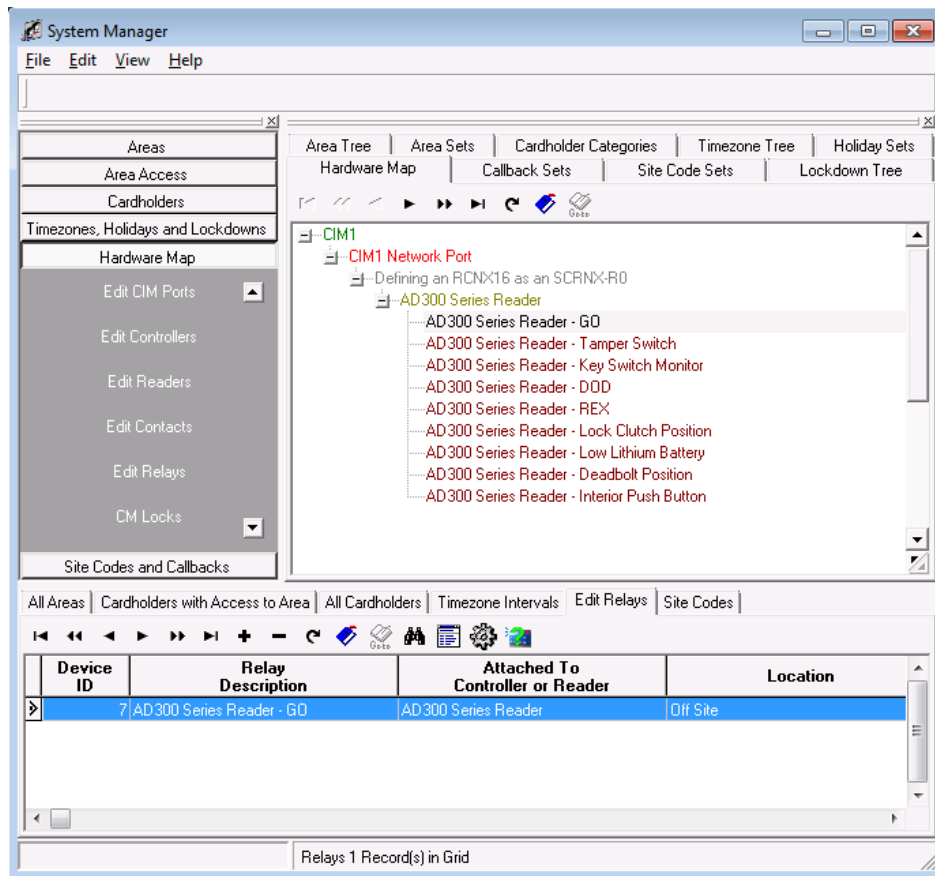 System Manager
File Edit View Help
Areas
Area Access
Cardholders
Timezones, Holidays and Lockdowns
Hardware Map
Edit CIM Ports
Edit Controllers
Edit Readers
Edit Contacts
Edit Relays
CM Locks
Site Codes and Callbacks
Area Tree Area Sets Cardholder Categories Timezone Tree Holiday Sets
Hardware Map Callback Sets Site Code Sets Lockdown Tree
Goto
CIM1
CIM1 Network Port
Defining an RCNX16 as an SCRNX-R0
AD300 Series Reader
AD300 Series Reader - GO
AD300 Series Reader - Tamper Switch
AD300 Series Reader - Key Switch Monitor
AD300 Series Reader - DOD
AD300 Series Reader - REX
AD300 Series Reader - Lock Clutch Position
AD300 Series Reader - Low Lithium Battery
AD300 Series Reader - Deadbolt Position
AD300 Series Reader - Interior Push Button
All Areas Cardholders with Access to Area All Cardholders Timezone Intervals Edit Relays Site Codes
Goto
Device ID Relay Description Attached To Controller or Reader Location
7 AD300 Series Reader - GO AD300 Series Reader Off Site
Relays 1 Record(s) in Grid